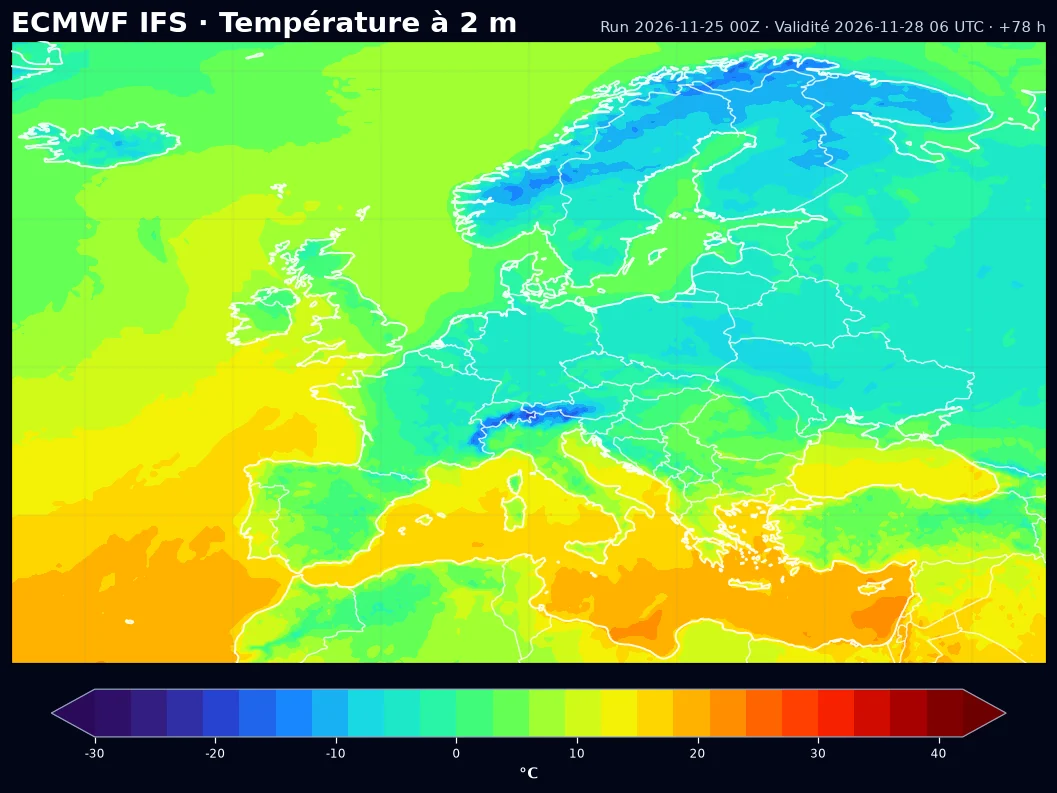 ECMWF IFS · Température à 2 m
Run 2026-11-25 00Z · Validité 2026-11-28 06 UTC · +78 h
-30 -20 -10 0 10 20 30 40
°C